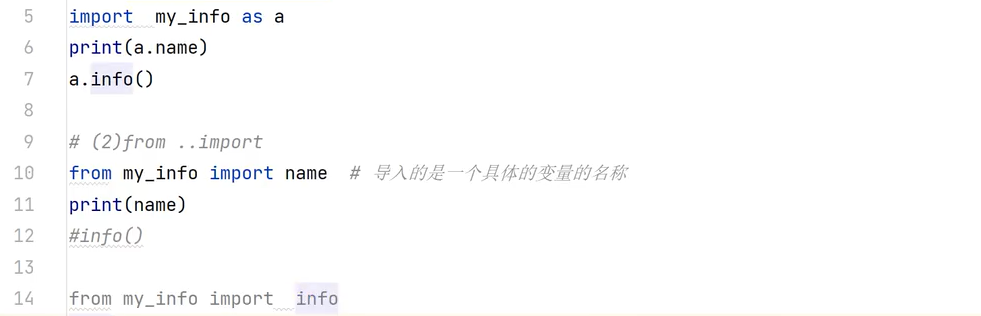 5 import  my_info as a
6 print(a.name)
7 a.info()
8
9 # (2)from ..import
10 from my_info import name  # 导入的是一个具体的变量的名称
11 print(name)
12 #info()
13
14 from my_info import  info